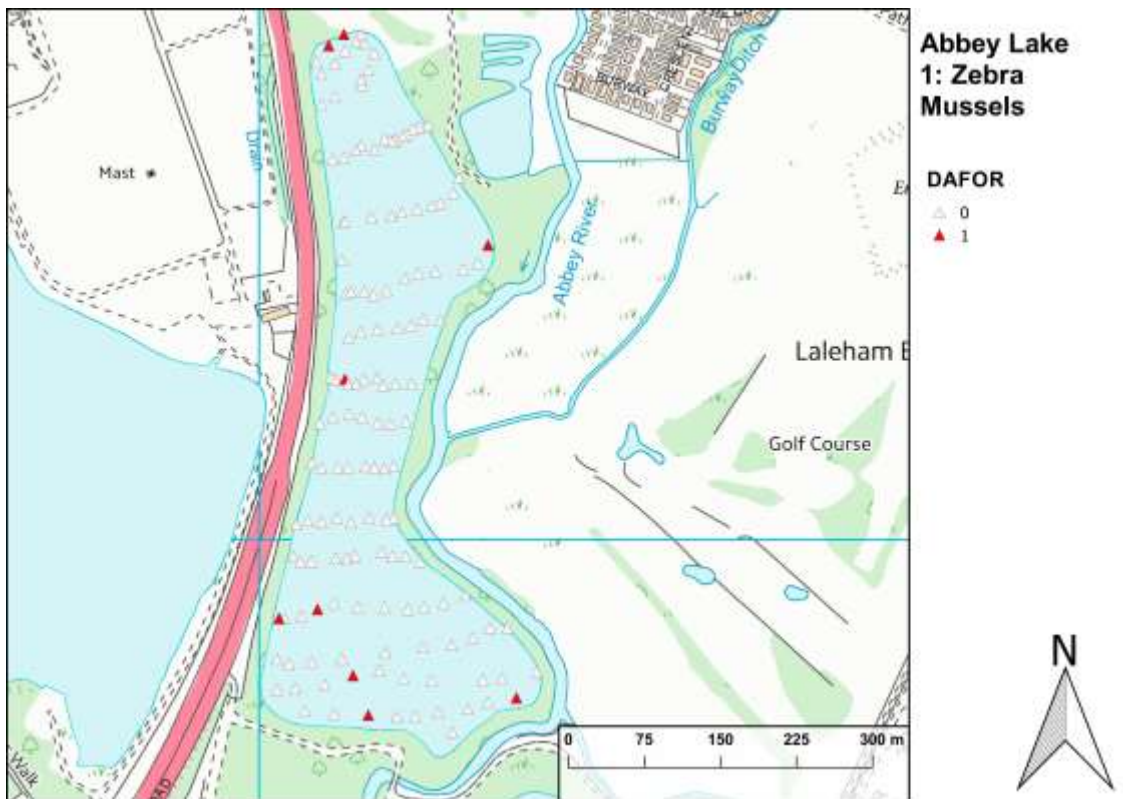 Abbey Lake
1: Zebra
Mussels
DAFOR
0
1
Drain
Mast
BURWAY
Burway Ditch
Abbey River
Laleham
Golf Course
Walk
N
0 75 150 225 300 m